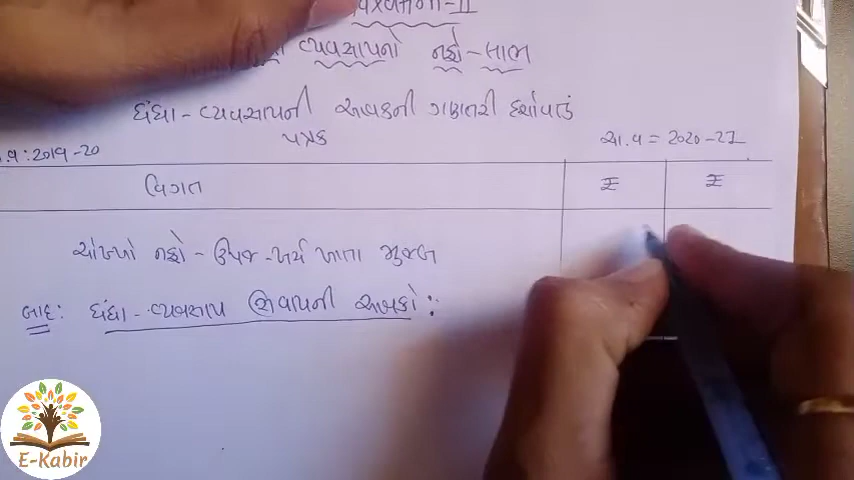 વ્યવસાયનો નફો - લાભ
ધંધા - વ્યવસાયની આવકની ગણતરી દર્શાવતું
પત્રક
.વ : 2019-20
આ.વ = 2020-21
વિગત ₹ ₹
ચોખ્ખો નફો - ઉપજ-ખર્ચ ખાતા મુજબ
બાદ : ધંધા - વ્યવસાય સિવાયની આવકો :
E-Kabir